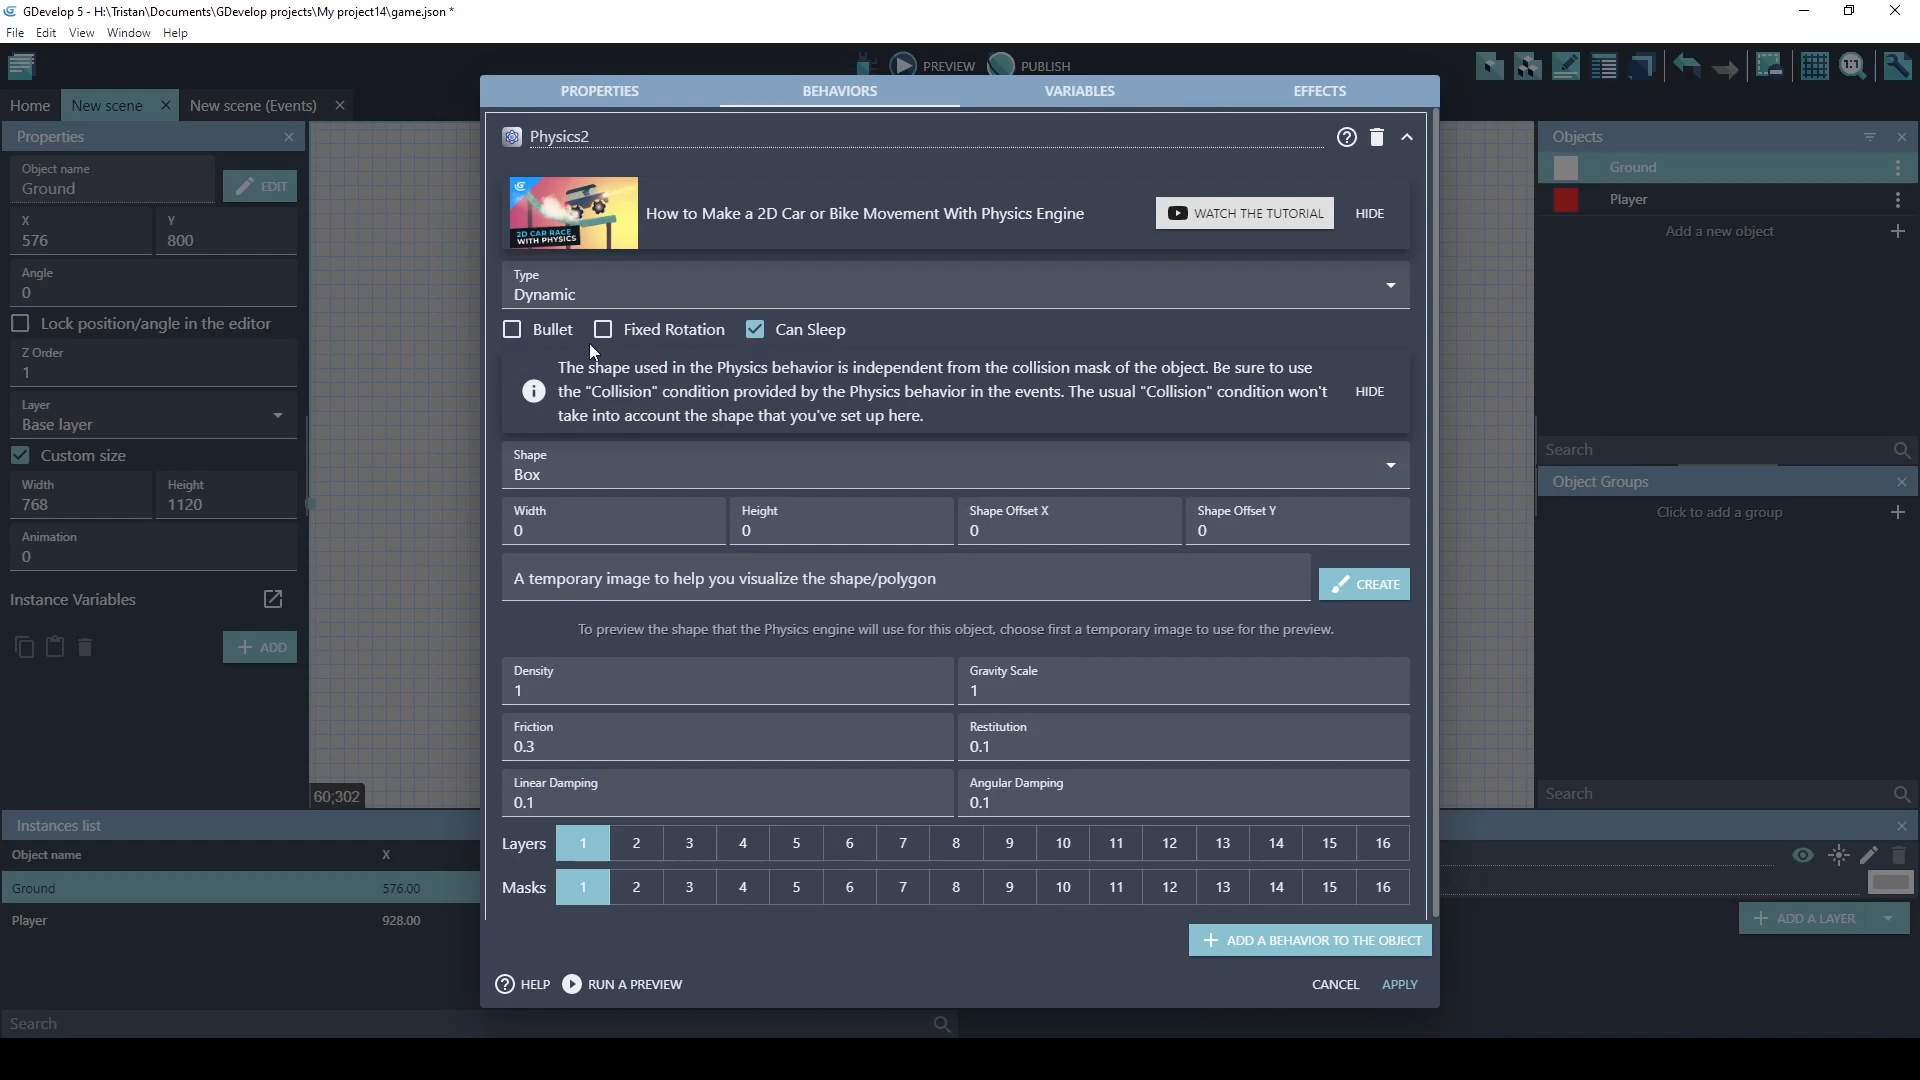 GDevelop 5 - H:\Tristan\Documents\GDevelop projects\My project14\game.json *
File Edit View Window Help
PREVIEW PUBLISH 1:1
Home New scene New scene (Events)
Properties
Object name
Ground
EDIT
X
576
Y
800
Angle
0
Lock position/angle in the editor
Z Order
1
Layer
Base layer
Custom size
Width
768
Height
1120
Animation
0
Instance Variables
ADD
60;302
Instances list
Object name X
Ground 576.00
Player 928.00
Search
PROPERTIES BEHAVIORS VARIABLES EFFECTS
Physics2
2D CAR RACE
WITH PHYSICS
How to Make a 2D Car or Bike Movement With Physics Engine
WATCH THE TUTORIAL
HIDE
Type
Dynamic
Bullet Fixed Rotation Can Sleep
The shape used in the Physics behavior is independent from the collision mask of the object. Be sure to use
the "Collision" condition provided by the Physics behavior in the events. The usual "Collision" condition won't
take into account the shape that you've set up here.
HIDE
Shape
Box
Width
0
Height
0
Shape Offset X
0
Shape Offset Y
0
A temporary image to help you visualize the shape/polygon
CREATE
To preview the shape that the Physics engine will use for this object, choose first a temporary image to use for the preview.
Density
1
Gravity Scale
1
Friction
0.3
Restitution
0.1
Linear Damping
0.1
Angular Damping
0.1
Layers 1 2 3 4 5 6 7 8 9 10 11 12 13 14 15 16
Masks 1 2 3 4 5 6 7 8 9 10 11 12 13 14 15 16
ADD A BEHAVIOR TO THE OBJECT
HELP RUN A PREVIEW CANCEL APPLY
Objects
Ground
Player
Add a new object
Search
Object Groups
Click to add a group
Search
ADD A LAYER